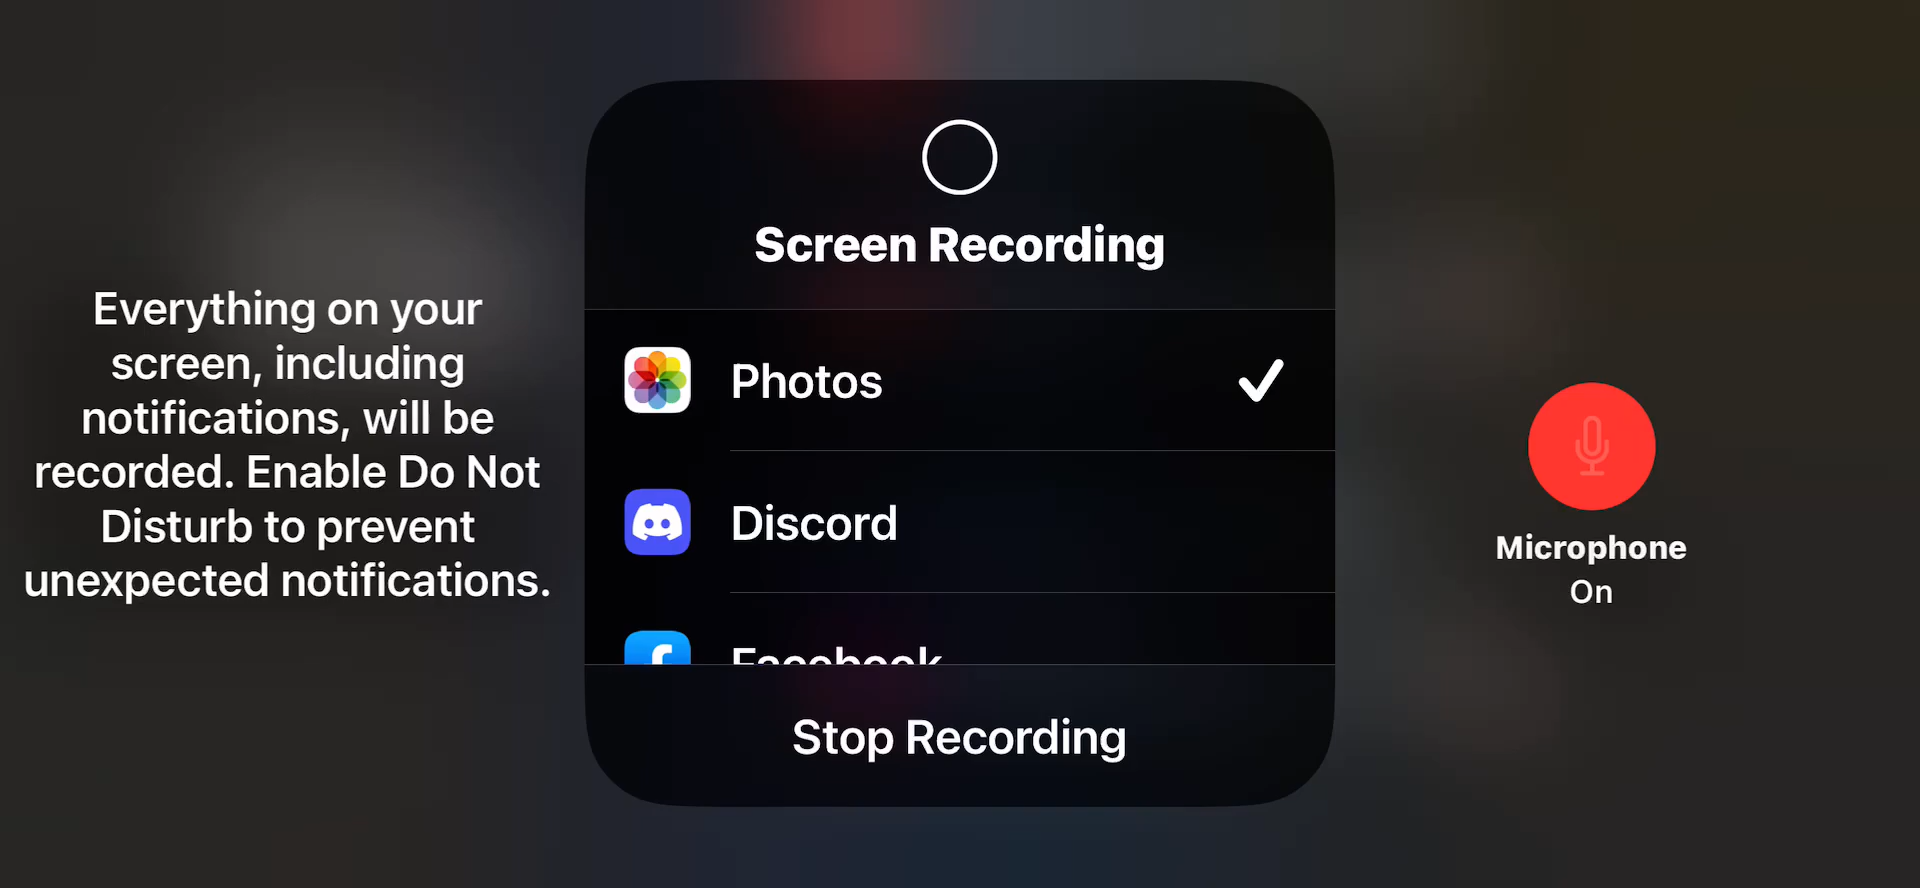 Everything on your
screen, including
notifications, will be
recorded. Enable Do Not
Disturb to prevent
unexpected notifications.
Screen Recording
Photos
Discord
Facebook
Stop Recording
Microphone
On